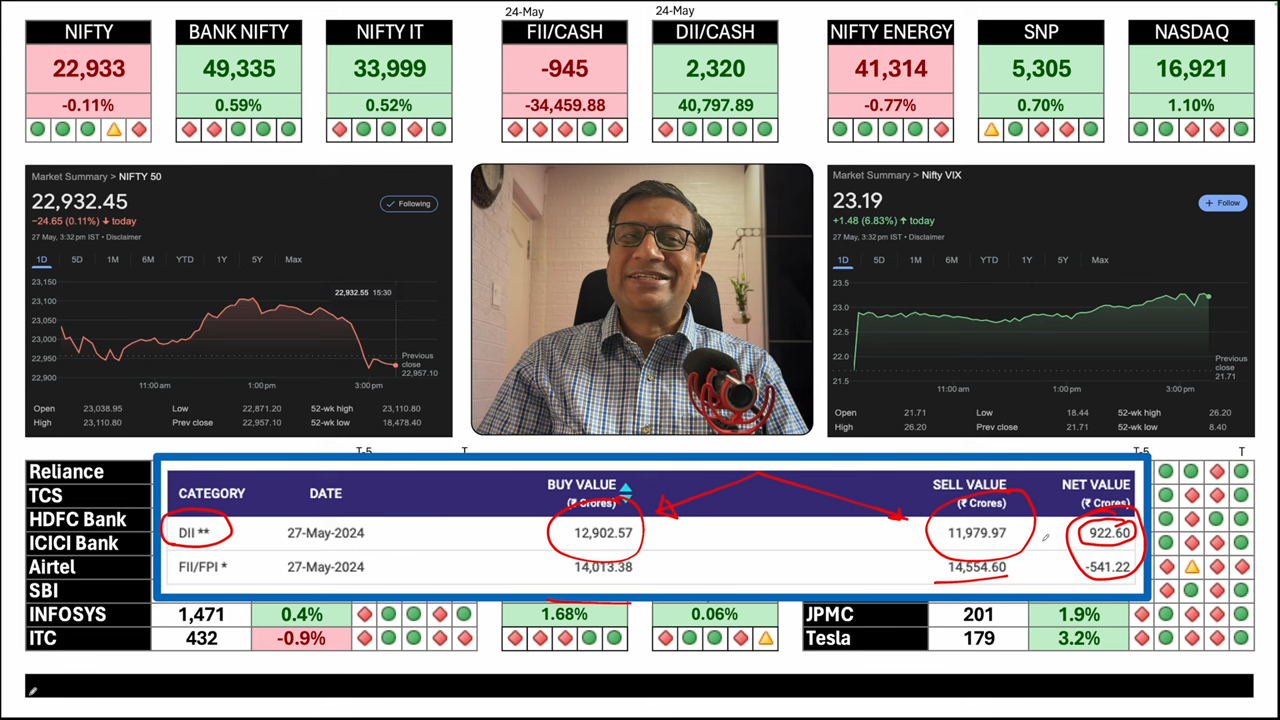 24-May
24-May
NIFTY
BANK NIFTY
NIFTY IT
FII/CASH
DII/CASH
NIFTY ENERGY
SNP
NASDAQ
22,933
49,335
33,999
-945
2,320
41,314
5,305
16,921
-0.11%
0.59%
0.52%
-34,459.88
40,797.89
-0.77%
0.70%
1.10%
Market Summary > NIFTY 50
22,932.45
Following
−24.65 (0.11%) ↓ today
27 May, 3:32 pm IST • Disclaimer
1D 5D 1M 6M YTD 1Y 5Y Max
22,932.55 15:30
23,150
23,100
23,050
23,000
22,950
22,900
Previous
close
22,957.10
11:00 am 1:00 pm 3:00 pm
Open 23,038.95 Low 22,871.20 52-wk high 23,110.80
High 23,110.80 Prev close 22,957.10 52-wk low 18,478.40
Market Summary > Nifty VIX
23.19
+ Follow
+1.48 (6.83%) ↑ today
27 May, 3:32 pm IST • Disclaimer
1D 5D 1M 6M YTD 1Y 5Y Max
23.5
23.0
22.5
22.0
21.5
Previous
close
21.71
11:00 am 1:00 pm 3:00 pm
Open 21.71 Low 18.44 52-wk high 26.20
High 26.20 Prev close 21.71 52-wk low 8.40
T-5 T T-5 T
Reliance
TCS
HDFC Bank
ICICI Bank
Airtel
SBI
CATEGORY DATE BUY VALUE (₹ Crores) SELL VALUE (₹ Crores) NET VALUE (₹ Crores)
DII ** 27-May-2024 12,902.57 11,979.97 922.60
FII/FPI * 27-May-2024 14,013.38 14,554.60 -541.22
INFOSYS 1,471 0.4% 1.68% 0.06% JPMC 201 1.9%
ITC 432 -0.9% Tesla 179 3.2%